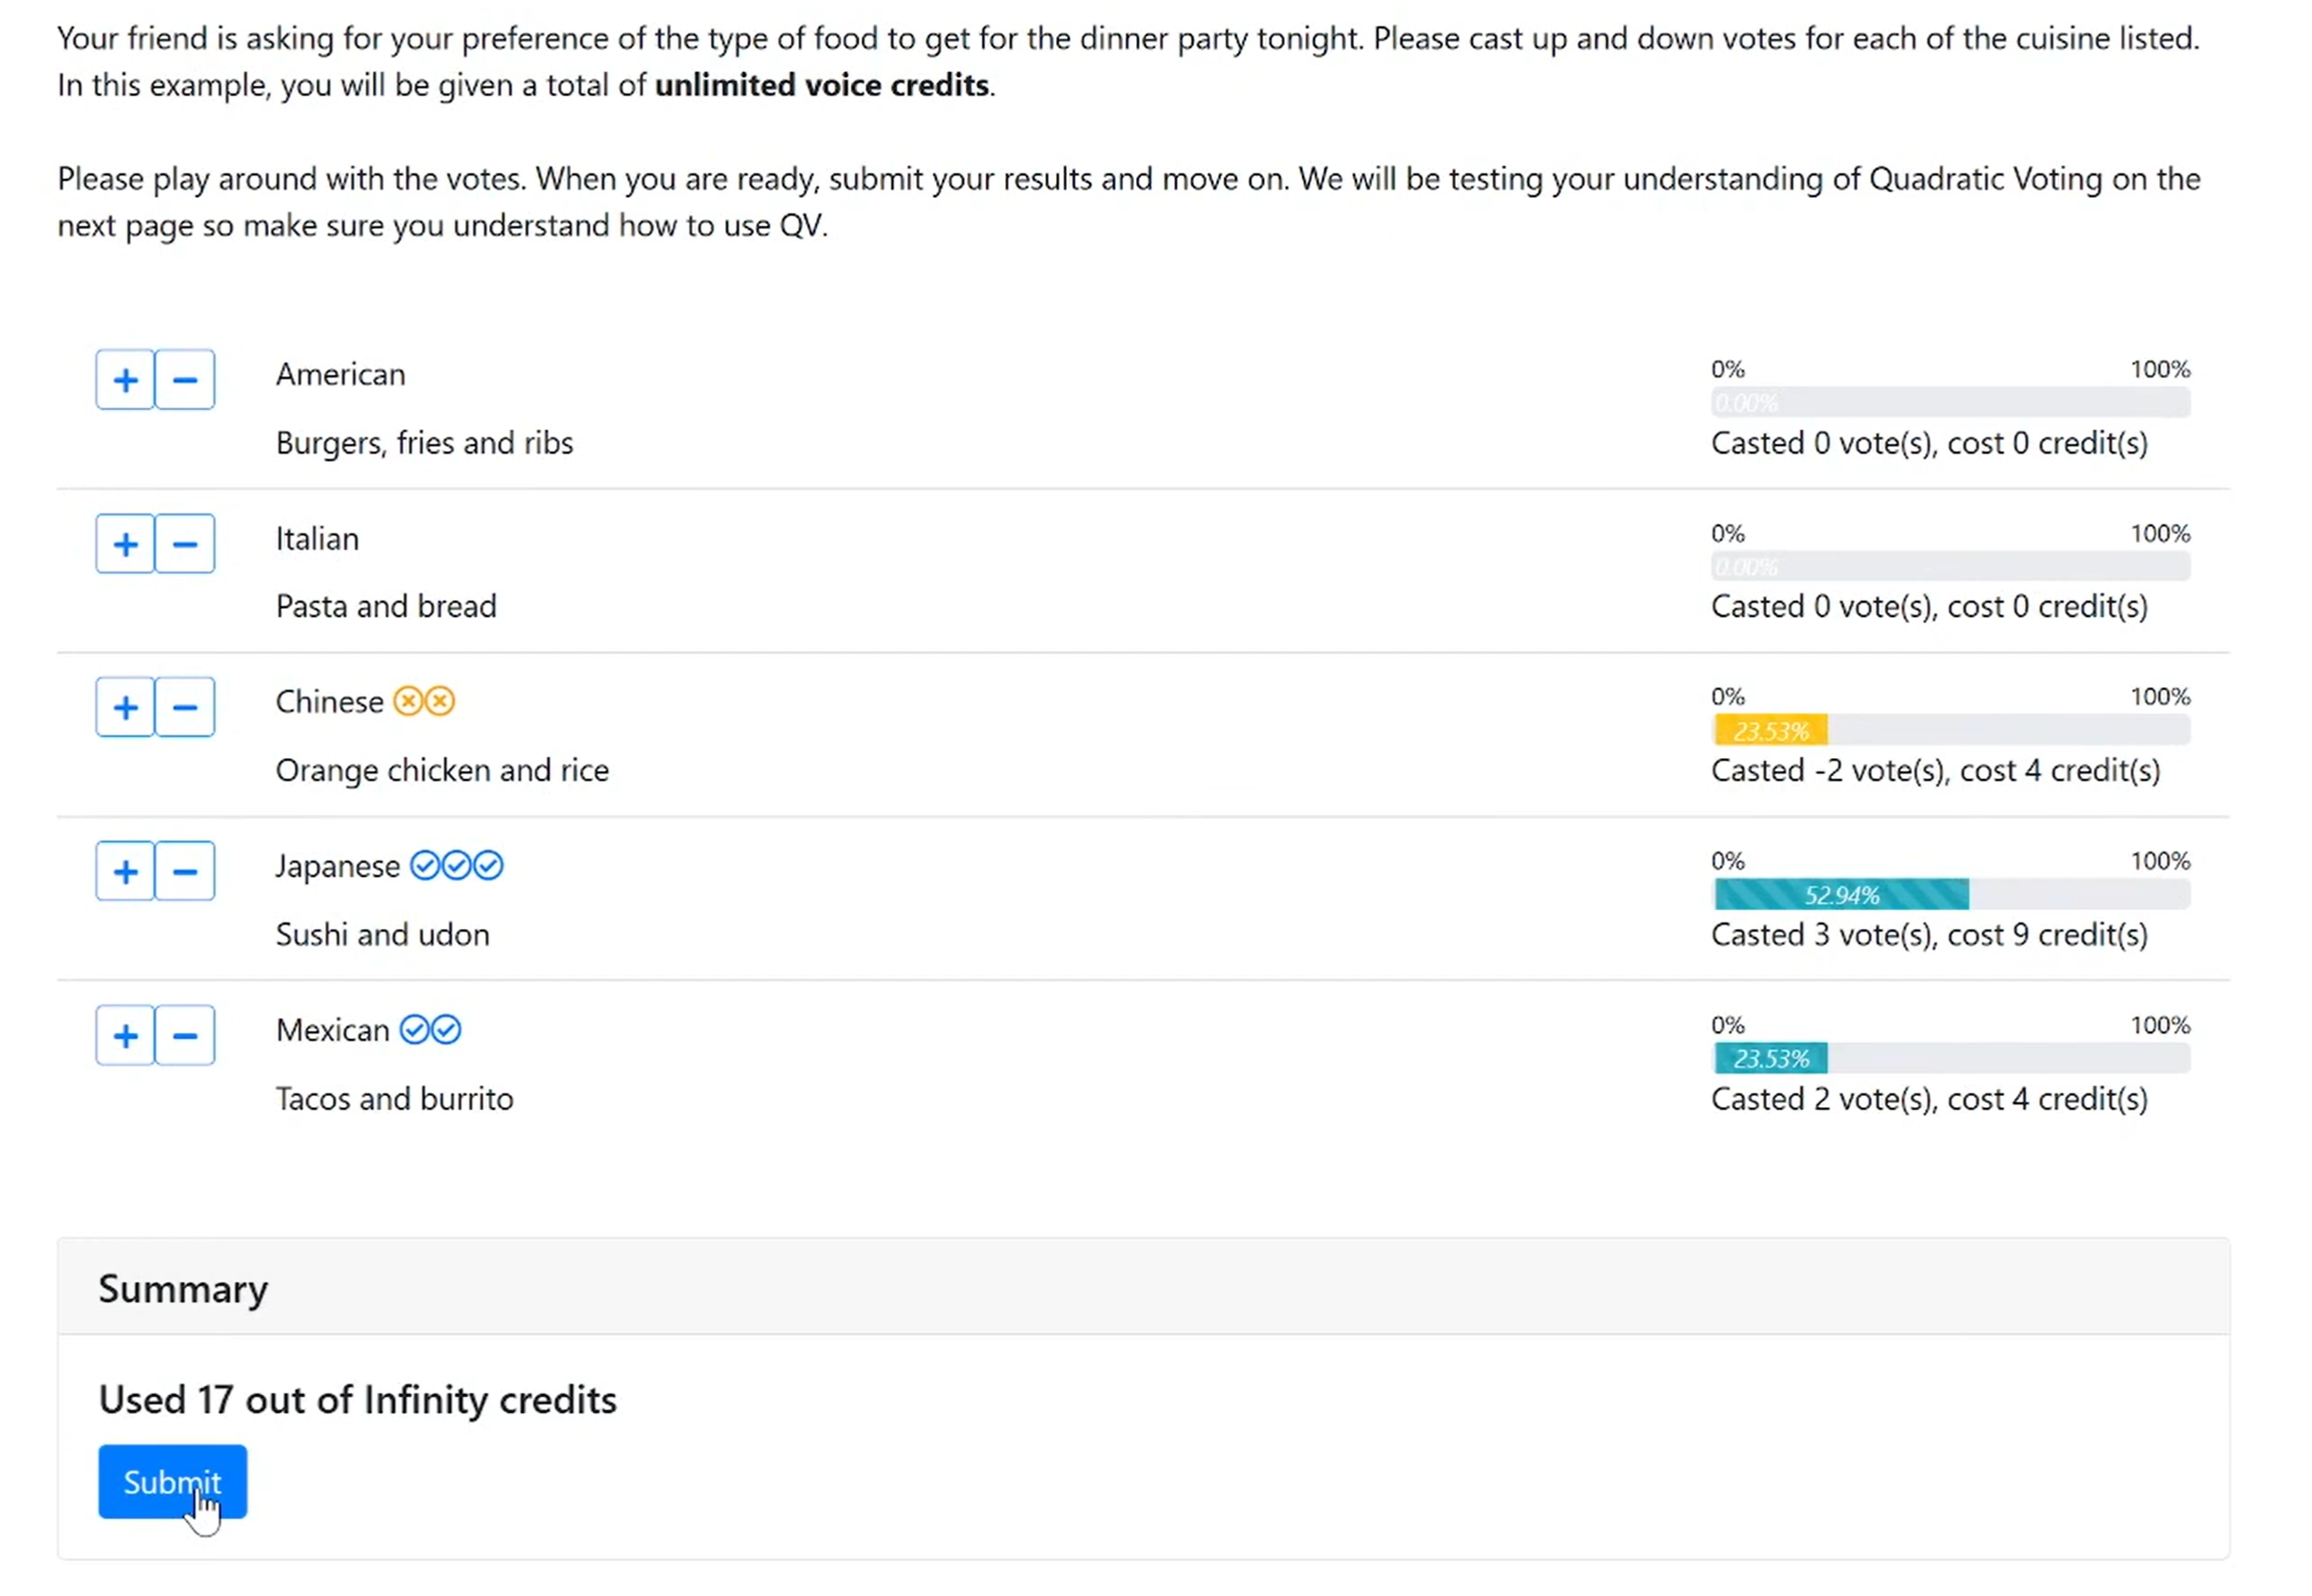 Your friend is asking for your preference of the type of food to get for the dinner party tonight. Please cast up and down votes for each of the cuisine listed.
In this example, you will be given a total of unlimited voice credits.
Please play around with the votes. When you are ready, submit your results and move on. We will be testing your understanding of Quadratic Voting on the
next page so make sure you understand how to use QV.
American
0% 100%
0.00%
Burgers, fries and ribs
Casted 0 vote(s), cost 0 credit(s)
Italian
0% 100%
0.00%
Pasta and bread
Casted 0 vote(s), cost 0 credit(s)
Chinese
0% 100%
23.53%
Orange chicken and rice
Casted -2 vote(s), cost 4 credit(s)
Japanese
0% 100%
52.94%
Sushi and udon
Casted 3 vote(s), cost 9 credit(s)
Mexican
0% 100%
23.53%
Tacos and burrito
Casted 2 vote(s), cost 4 credit(s)
Summary
Used 17 out of Infinity credits
Submit